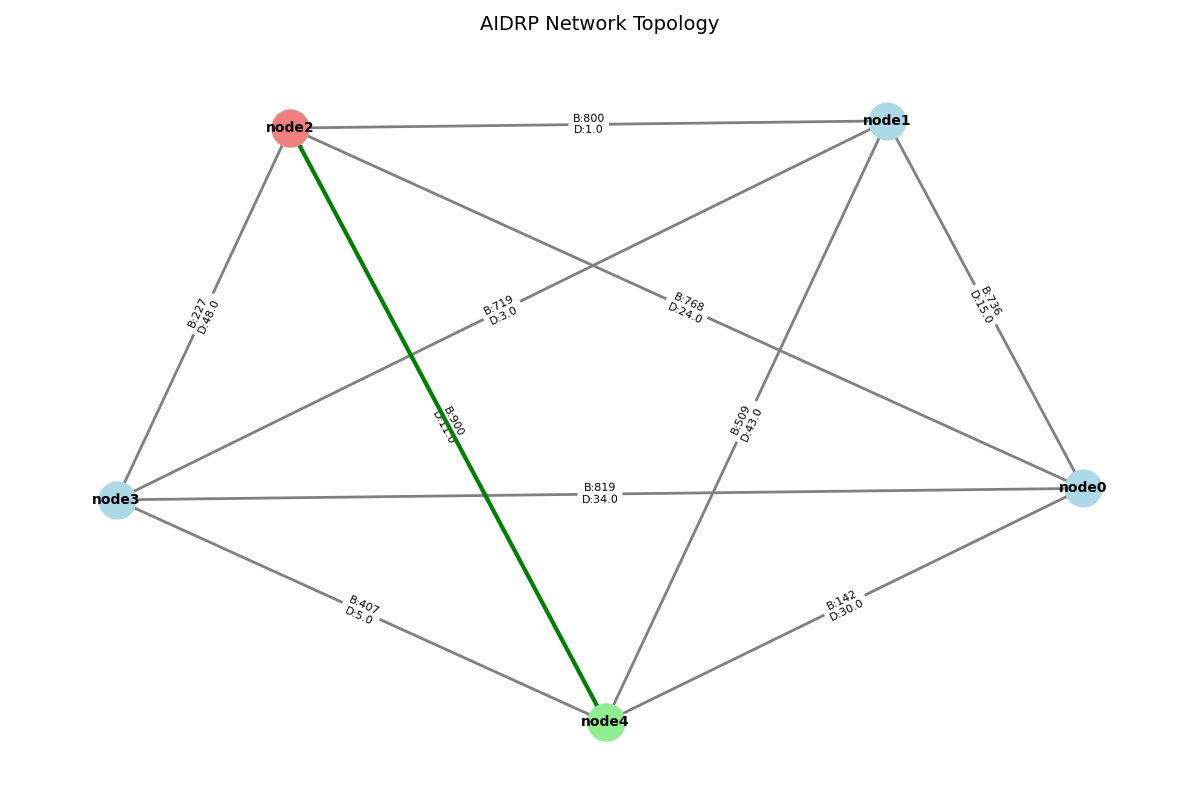 AIDRP Network Topology
node2
B:800
D:1.0
node1
B:227
D:48.0
B:719
D:3.0
B:768
D:24.0
B:736
D:15.0
B:900
D:11.0
B:509
D:43.0
node3
B:819
D:34.0
node0
B:407
D:5.0
B:142
D:30.0
node4